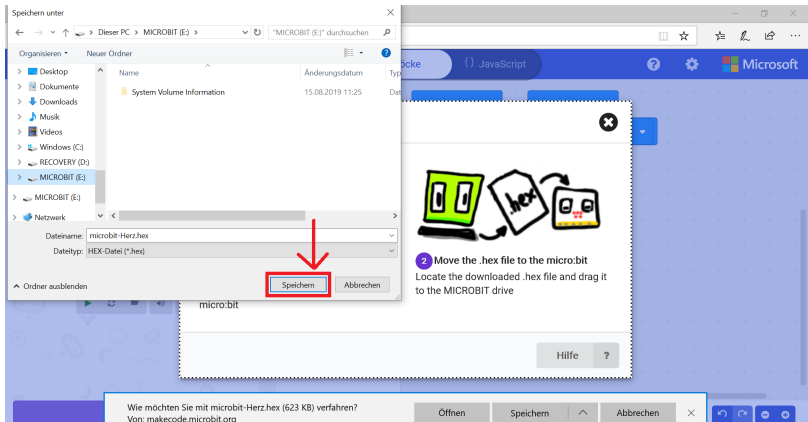 Speichern unter
Dieser PC > MICROBIT (E:) >
"MICROBIT (E:)" durchsuchen
Organisieren
Neuer Ordner
Desktop
Dokumente
Downloads
Musik
Videos
Windows (C:)
RECOVERY (D:)
MICROBIT (E:)
MICROBIT (E:)
Netzwerk
Name Änderungsdatum Typ
System Volume Information 15.08.2019 11:25 Dat
Dateiname: microbit-Herz.hex
Dateityp: HEX-Datei (*.hex)
Ordner ausblenden
Speichern
Abbrechen
öcke
{} JavaScript
?
Microsoft
.hex
2 Move the .hex file to the micro:bit
Locate the downloaded .hex file and drag it
to the MICROBIT drive
micro:bit
Hilfe ?
Wie möchten Sie mit microbit-Herz.hex (623 KB) verfahren?
Von: makecode.microbit.org
Öffnen
Speichern
Abbrechen